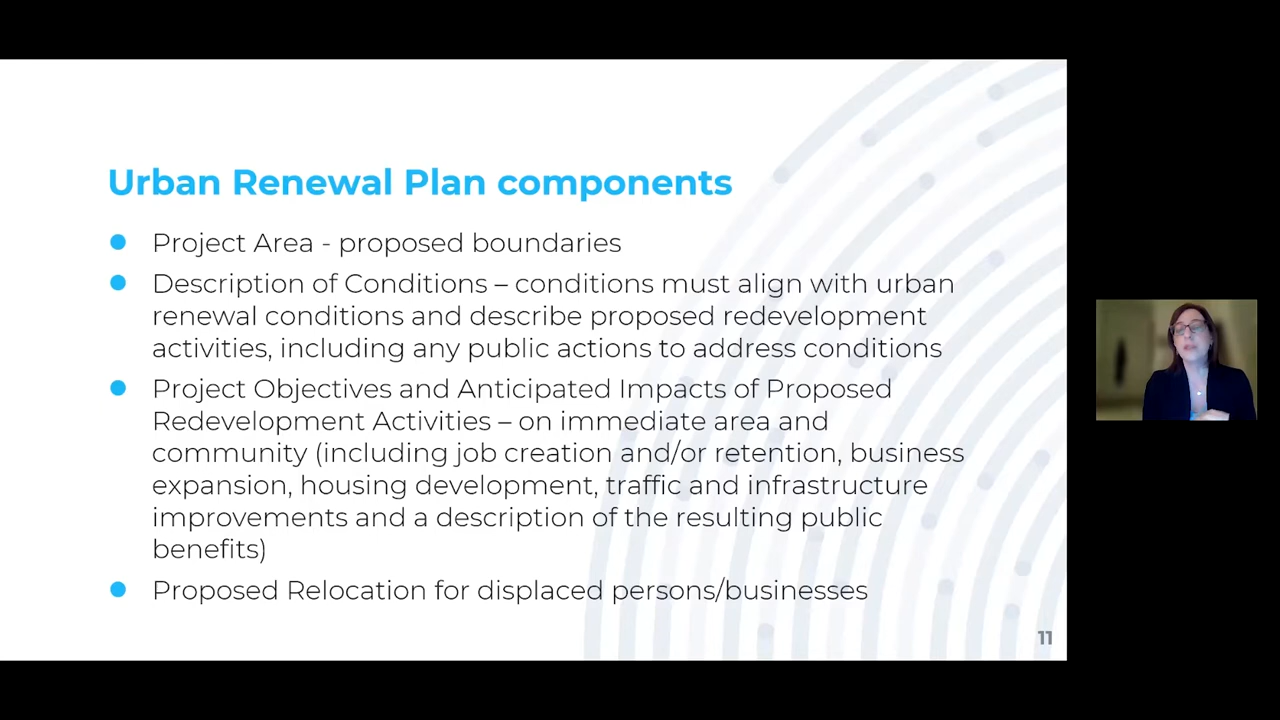 Urban Renewal Plan components
Project Area - proposed boundaries
Description of Conditions – conditions must align with urban
renewal conditions and describe proposed redevelopment
activities, including any public actions to address conditions
Project Objectives and Anticipated Impacts of Proposed
Redevelopment Activities – on immediate area and
community (including job creation and/or retention, business
expansion, housing development, traffic and infrastructure
improvements and a description of the resulting public
benefits)
Proposed Relocation for displaced persons/businesses
11